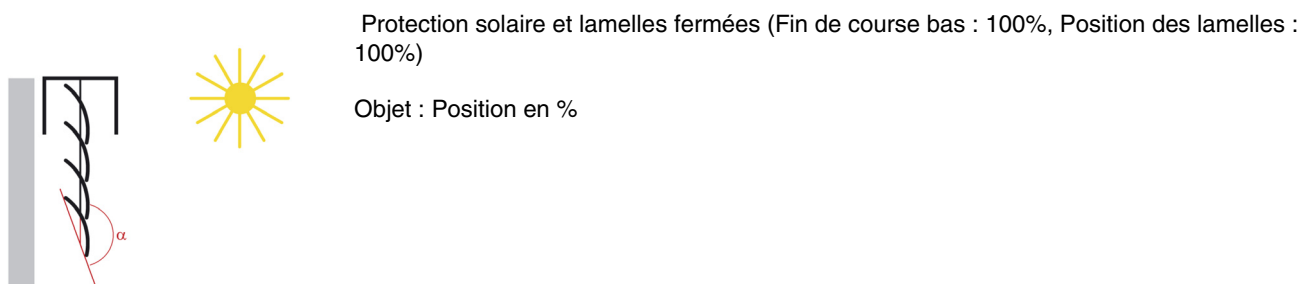 Protection solaire et lamelles fermées (Fin de course bas : 100%, Position des lamelles :
100%)
Objet : Position en %
α